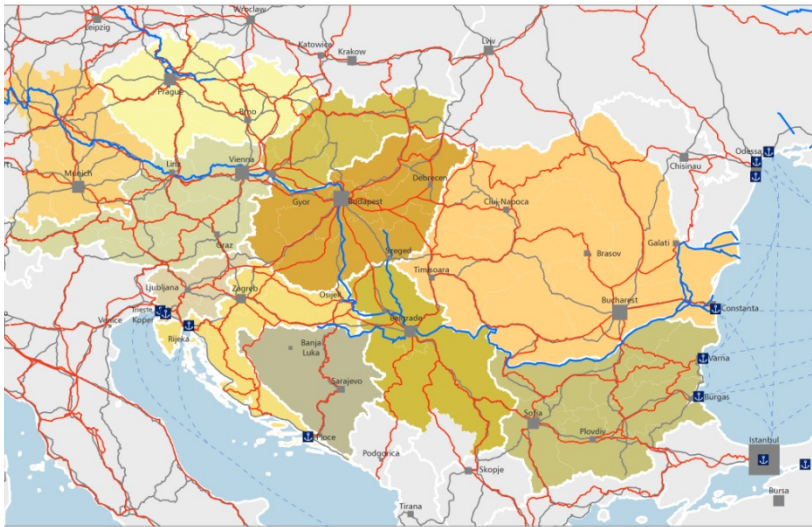 Leipzig
Wroclaw
Katowice
Krakow
Lviv
Prague
Brno
Odessa
Chisinau
Munich
Linz
Vienna
Debrecen
Gyor
Budapest
Cluj-Napoca
Graz
Szeged
Brasov
Galati
Timisoara
Ljubljana
Zagreb
Osijek
Bucharest
Constanta
Trieste
Koper
Venice
Belgrade
Rijeka
Banja
Luka
Varna
Sarajevo
Burgas
Sofia
Plovdiv
Ploce
Istanbul
Podgorica
Skopje
Bursa
Tirana